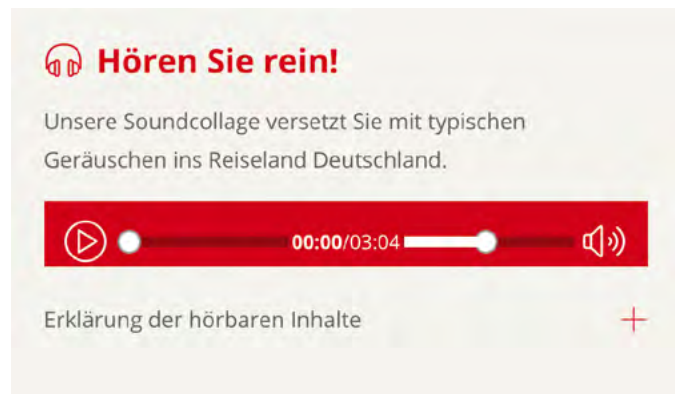 Hören Sie rein!
Unsere Soundcollage versetzt Sie mit typischen
Geräuschen ins Reiseland Deutschland.
00:00/03:04
Erklärung der hörbaren Inhalte